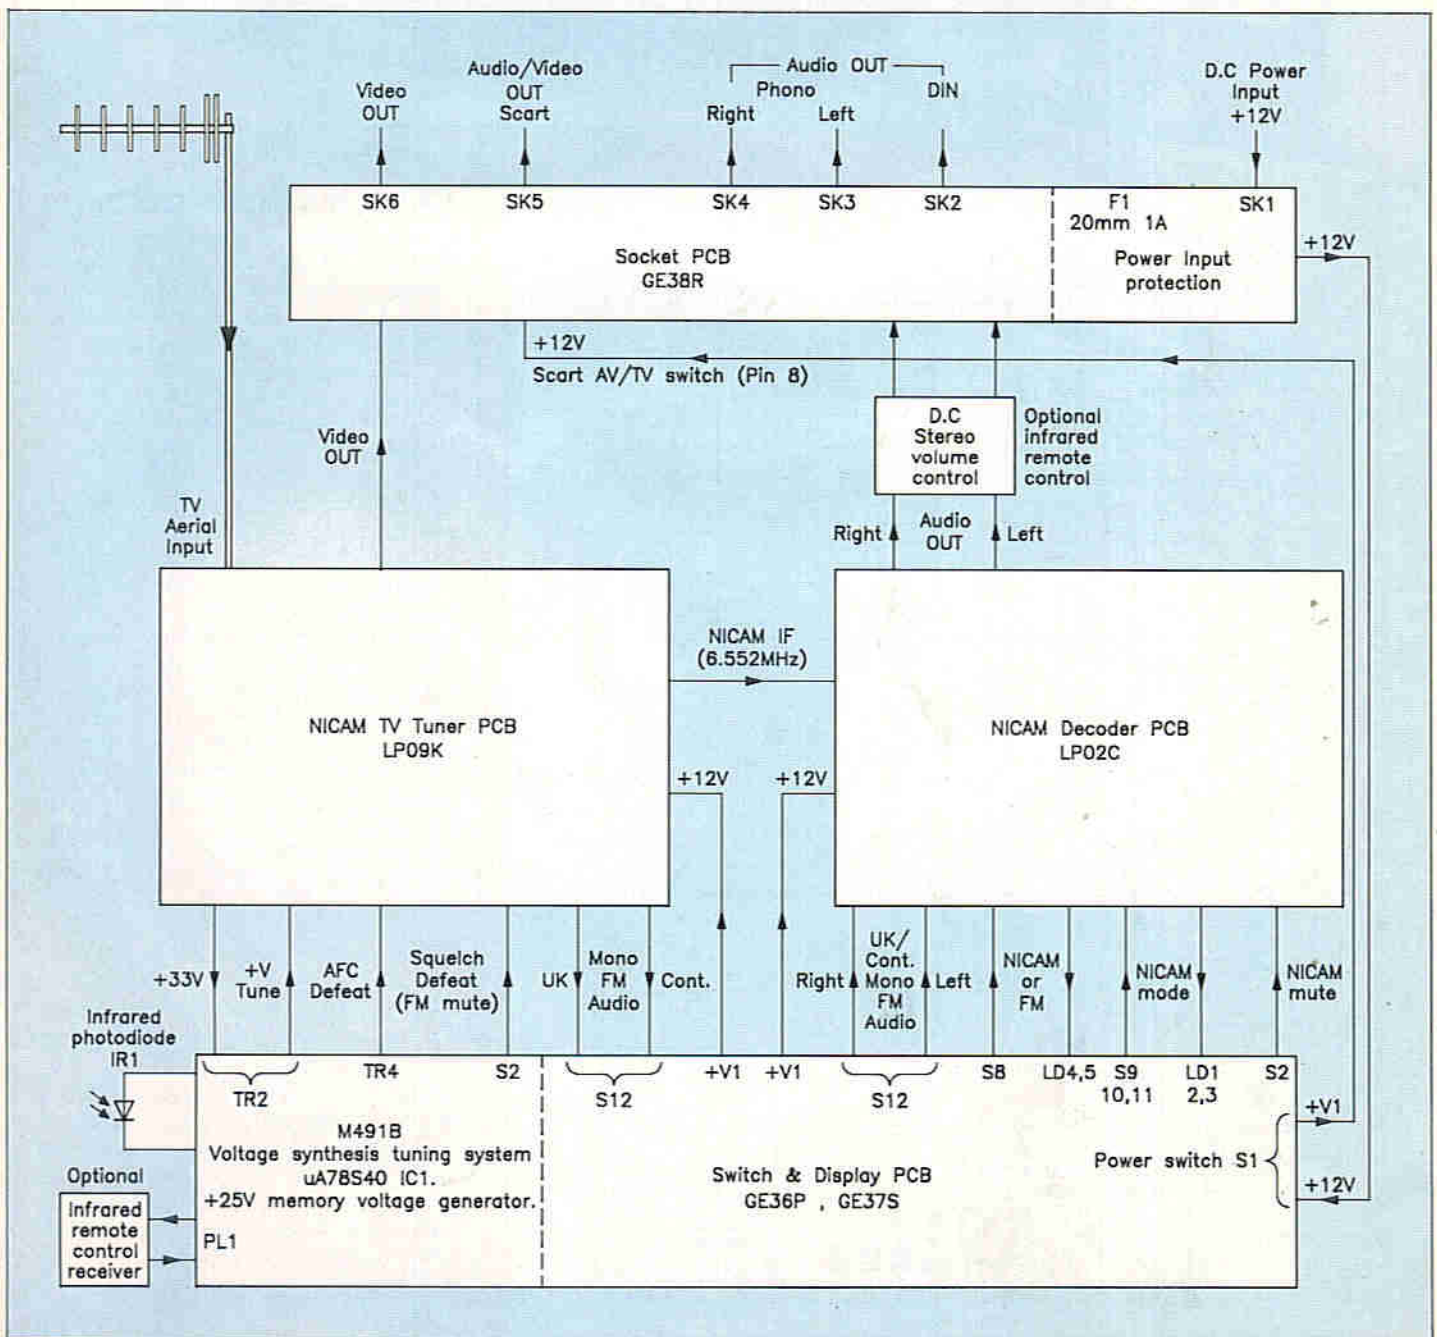 Audio/Video
OUT
Scart
Video
OUT
Audio OUT
Phono
DIN
Right
Left
D.C Power
Input
+12V
SK6
SK5
SK4
SK3
SK2
F1
20mm 1A
SK1
Socket PCB
GE38R
Power Input
protection
+12V
+12V
Scart AV/TV switch (Pin 8)
D.C
Stereo
volume
control
Optional
infrared
remote
control
Video
OUT
TV
Aerial
Input
Right
Audio
OUT
Left
NICAM IF
(6.552MHz)
NICAM TV Tuner PCB
LP09K
NICAM Decoder PCB
LP02C
+12V
+12V
+33V
+V
Tune
AFC
Defeat
Squelch
Defeat
(FM mute)
UK
Mono
FM
Audio
Cont.
Right
UK/
Cont.
Mono
FM
Audio
Left
NICAM
or
FM
NICAM
mode
NICAM
mute
Infrared
photodiode
IR1
TR2
TR4
S2
S12
+V1
+V1
S12
S8
LD4,5
S9
10,11
LD1
2,3
S2
M491B
Voltage synthesis tuning system
uA78S40 IC1.
+25V memory voltage generator.
Switch & Display PCB
GE36P , GE37S
Power switch S1
+V1
+12V
Optional
Infrared
remote
control
receiver
PL1